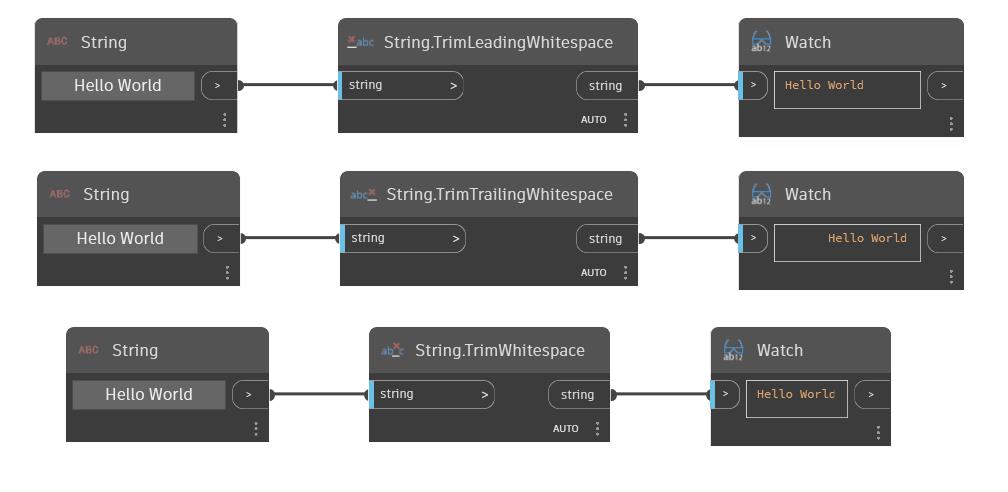 ABC String
abc String.TrimLeadingWhitespace
ab12 Watch
Hello World >
string > string
> Hello World >
AUTO
ABC String
abc String.TrimTrailingWhitespace
ab12 Watch
Hello World >
string > string
> Hello World >
AUTO
ABC String
abc String.TrimWhitespace
ab12 Watch
Hello World >
string > string
> Hello World >
AUTO